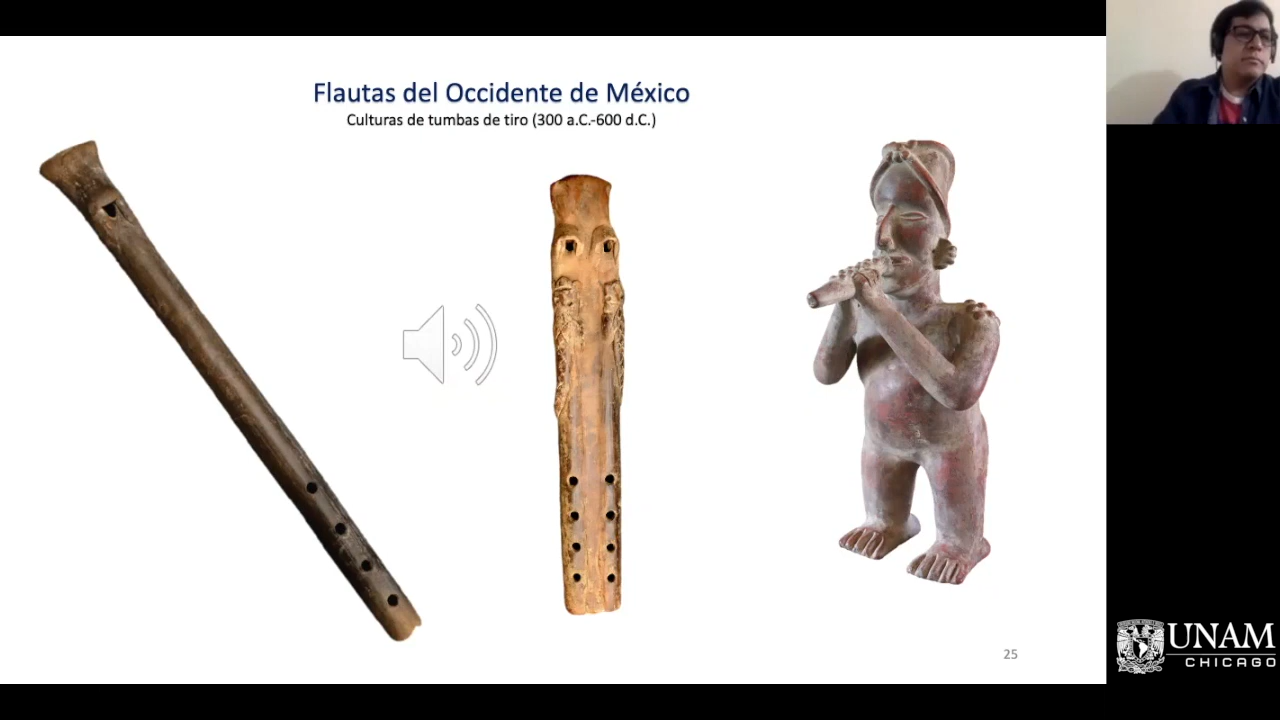 Flautas del Occidente de México
Culturas de tumbas de tiro (300 a.C.-600 d.C.)
25
UNAM
CHICAGO